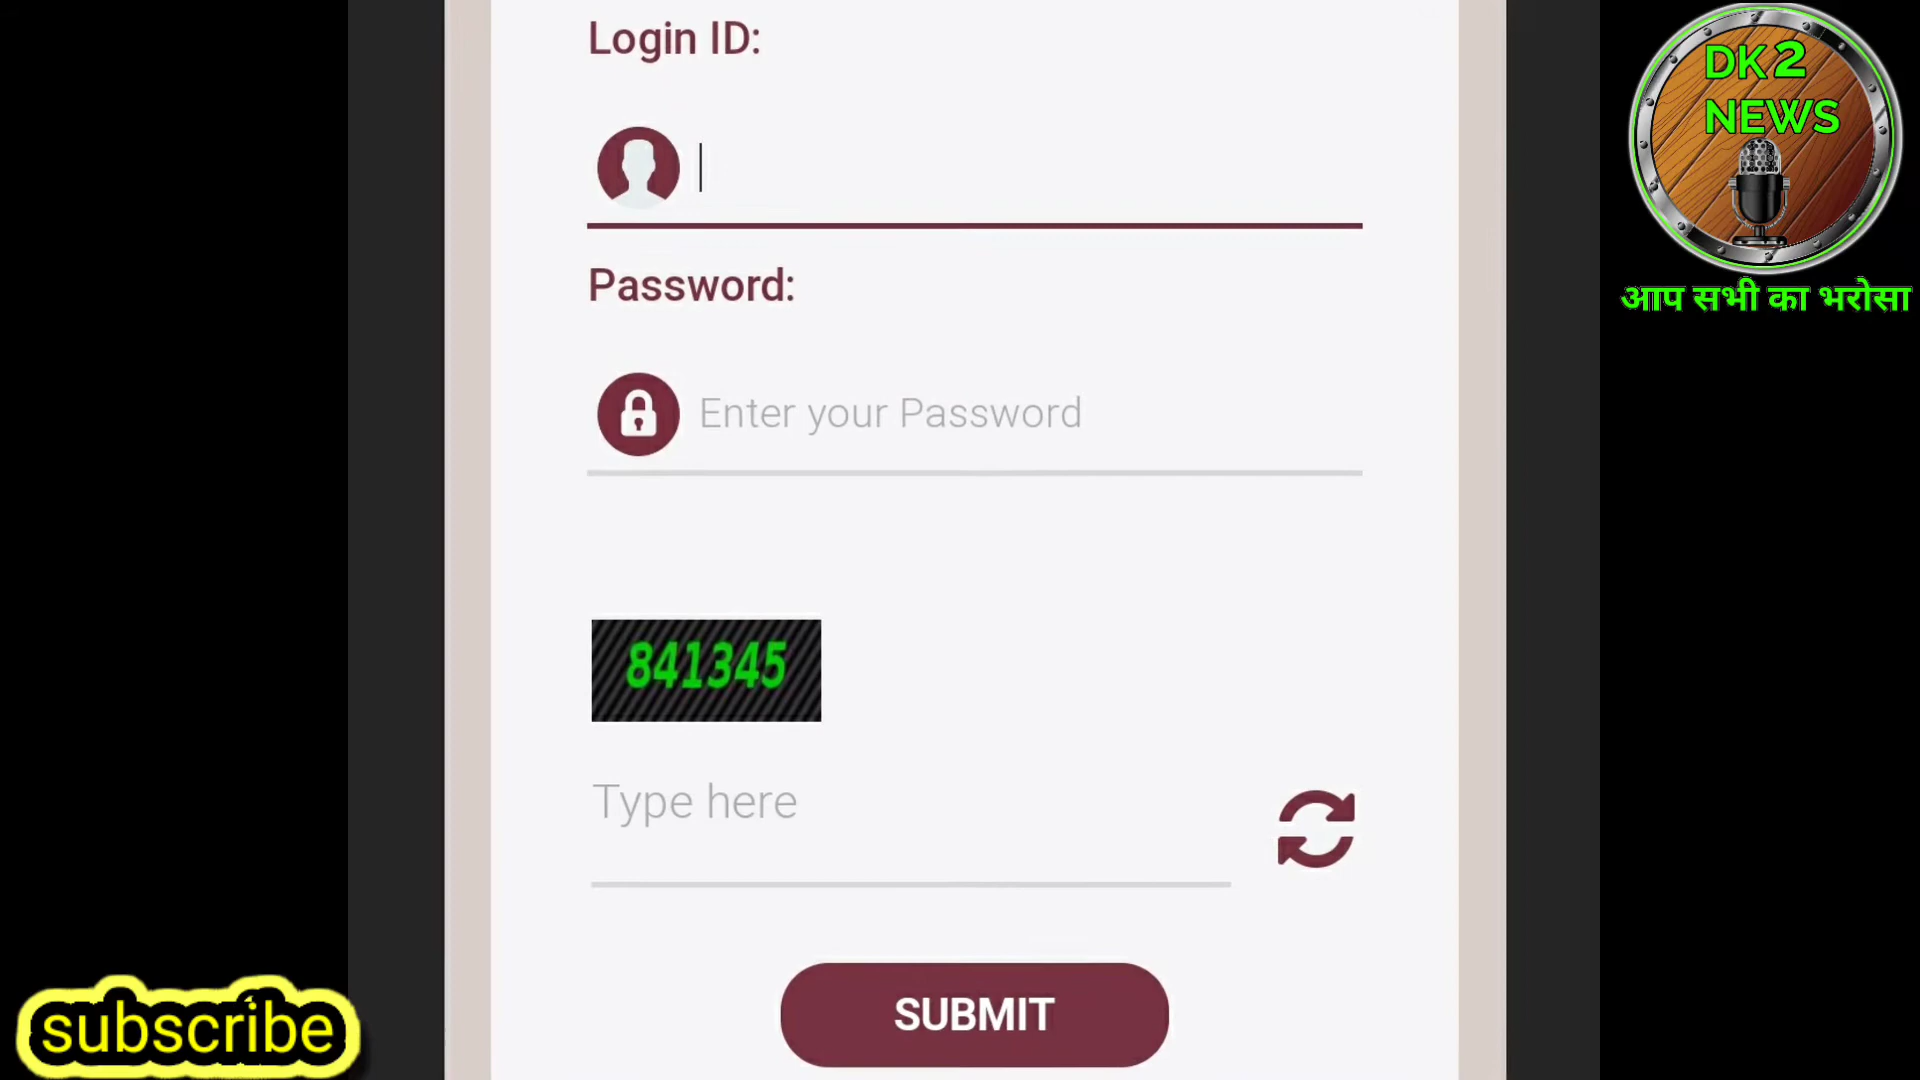 Login ID:
Password:
Enter your Password
841345
Type here
SUBMIT
DK2
NEWS
आप सभी का भरोसा
subscribe